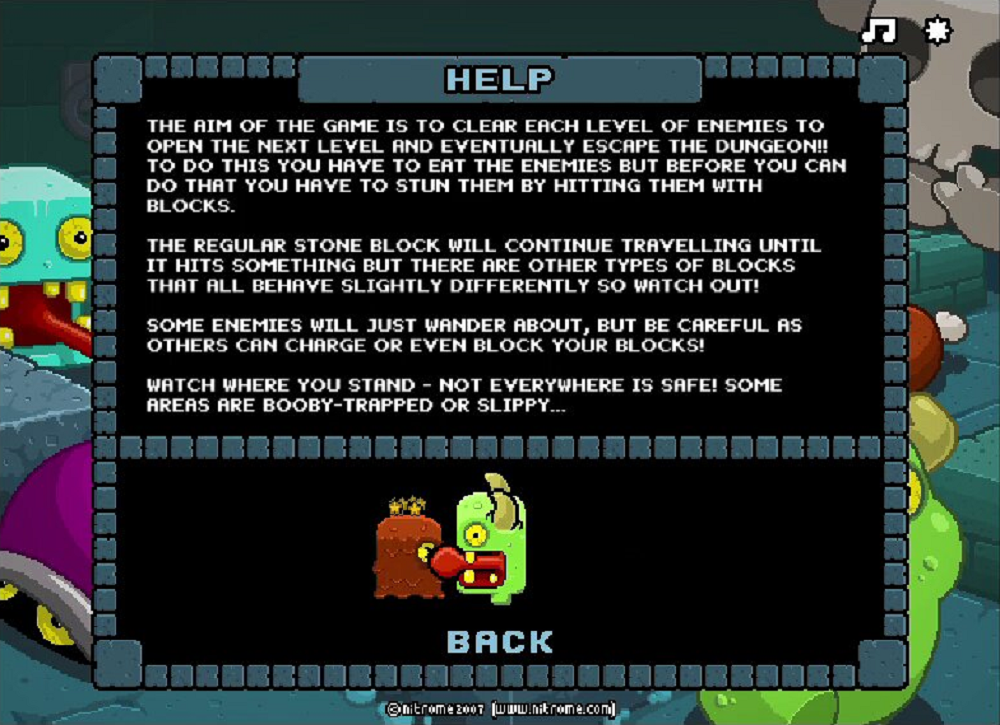 HELP
THE AIM OF THE GAME IS TO CLEAR EACH LEVEL OF ENEMIES TO
OPEN THE NEXT LEVEL AND EVENTUALLY ESCAPE THE DUNGEON!!
TO DO THIS YOU HAVE TO EAT THE ENEMIES BUT BEFORE YOU CAN
DO THAT YOU HAVE TO STUN THEM BY HITTING THEM WITH
BLOCKS.
THE REGULAR STONE BLOCK WILL CONTINUE TRAVELLING UNTIL
IT HITS SOMETHING BUT THERE ARE OTHER TYPES OF BLOCKS
THAT ALL BEHAVE SLIGHTLY DIFFERENTLY SO WATCH OUT!
SOME ENEMIES WILL JUST WANDER ABOUT, BUT BE CAREFUL AS
OTHERS CAN CHARGE OR EVEN BLOCK YOUR BLOCKS!
WATCH WHERE YOU STAND - NOT EVERYWHERE IS SAFE! SOME
AREAS ARE BOOBY-TRAPPED OR SLIPPY...
BACK
©nitrome2007 (www.nitrome.com)